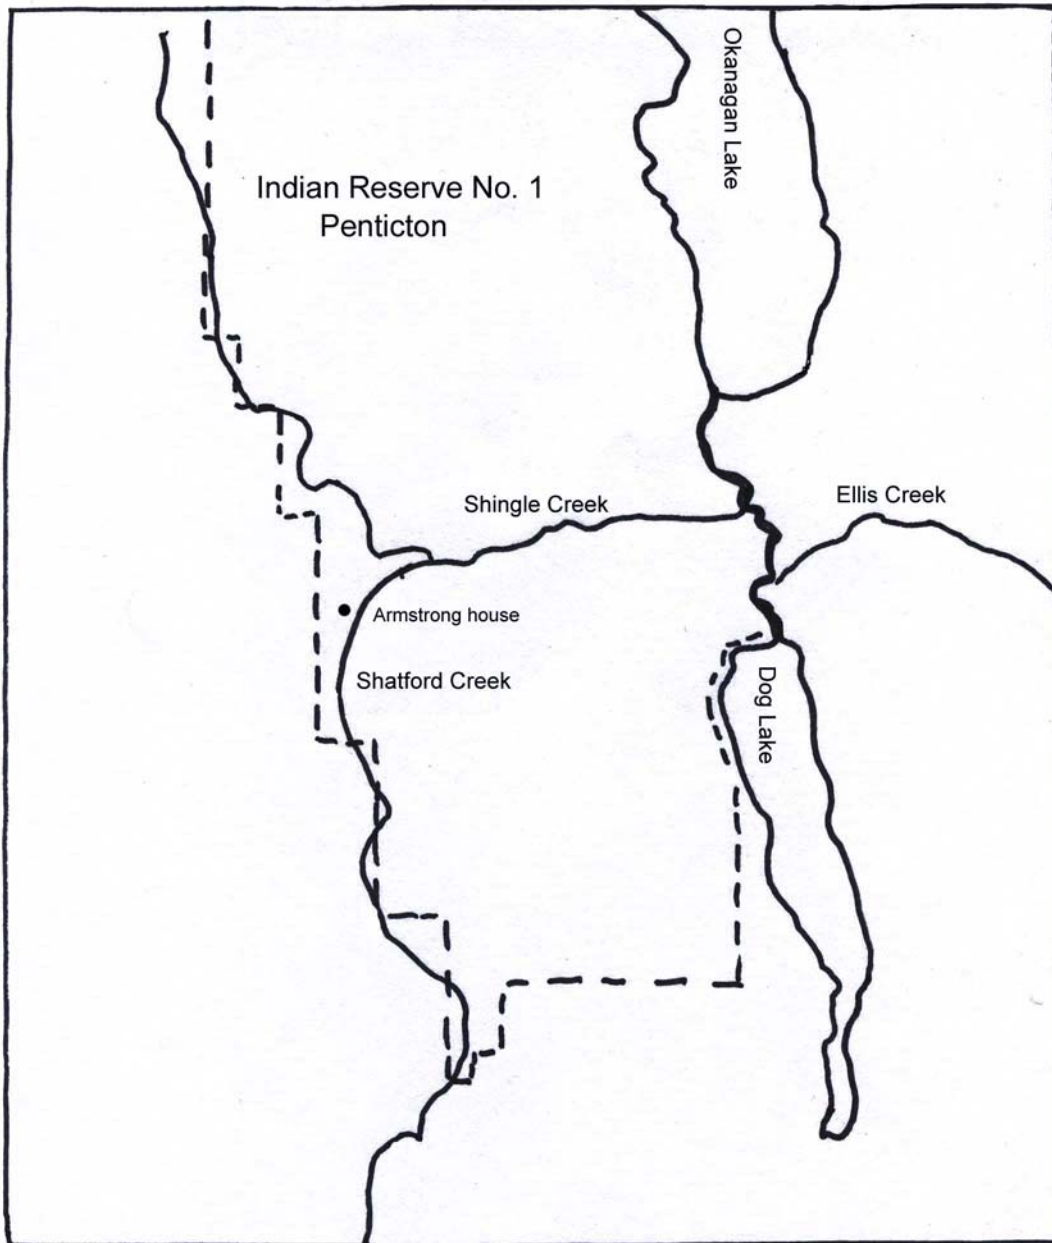 Okanagan Lake
Indian Reserve No. 1
Penticton
Shingle Creek
Ellis Creek
Armstrong house
Shatford Creek
Dog Lake